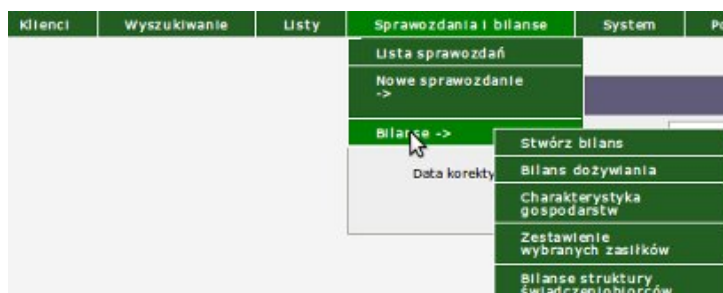 Klienci Wyszukiwanie Listy Sprawozdania i bilanse System
Lista sprawozdań
Nowe sprawozdanie
->
Bilanse ->
Stwórz bilans
Data korekty
Bilans dożywiania
Charakterystyka
gospodarstw
Zestawienie
wybranych zasiłków
Bilanse struktury
świadczeniobiorców